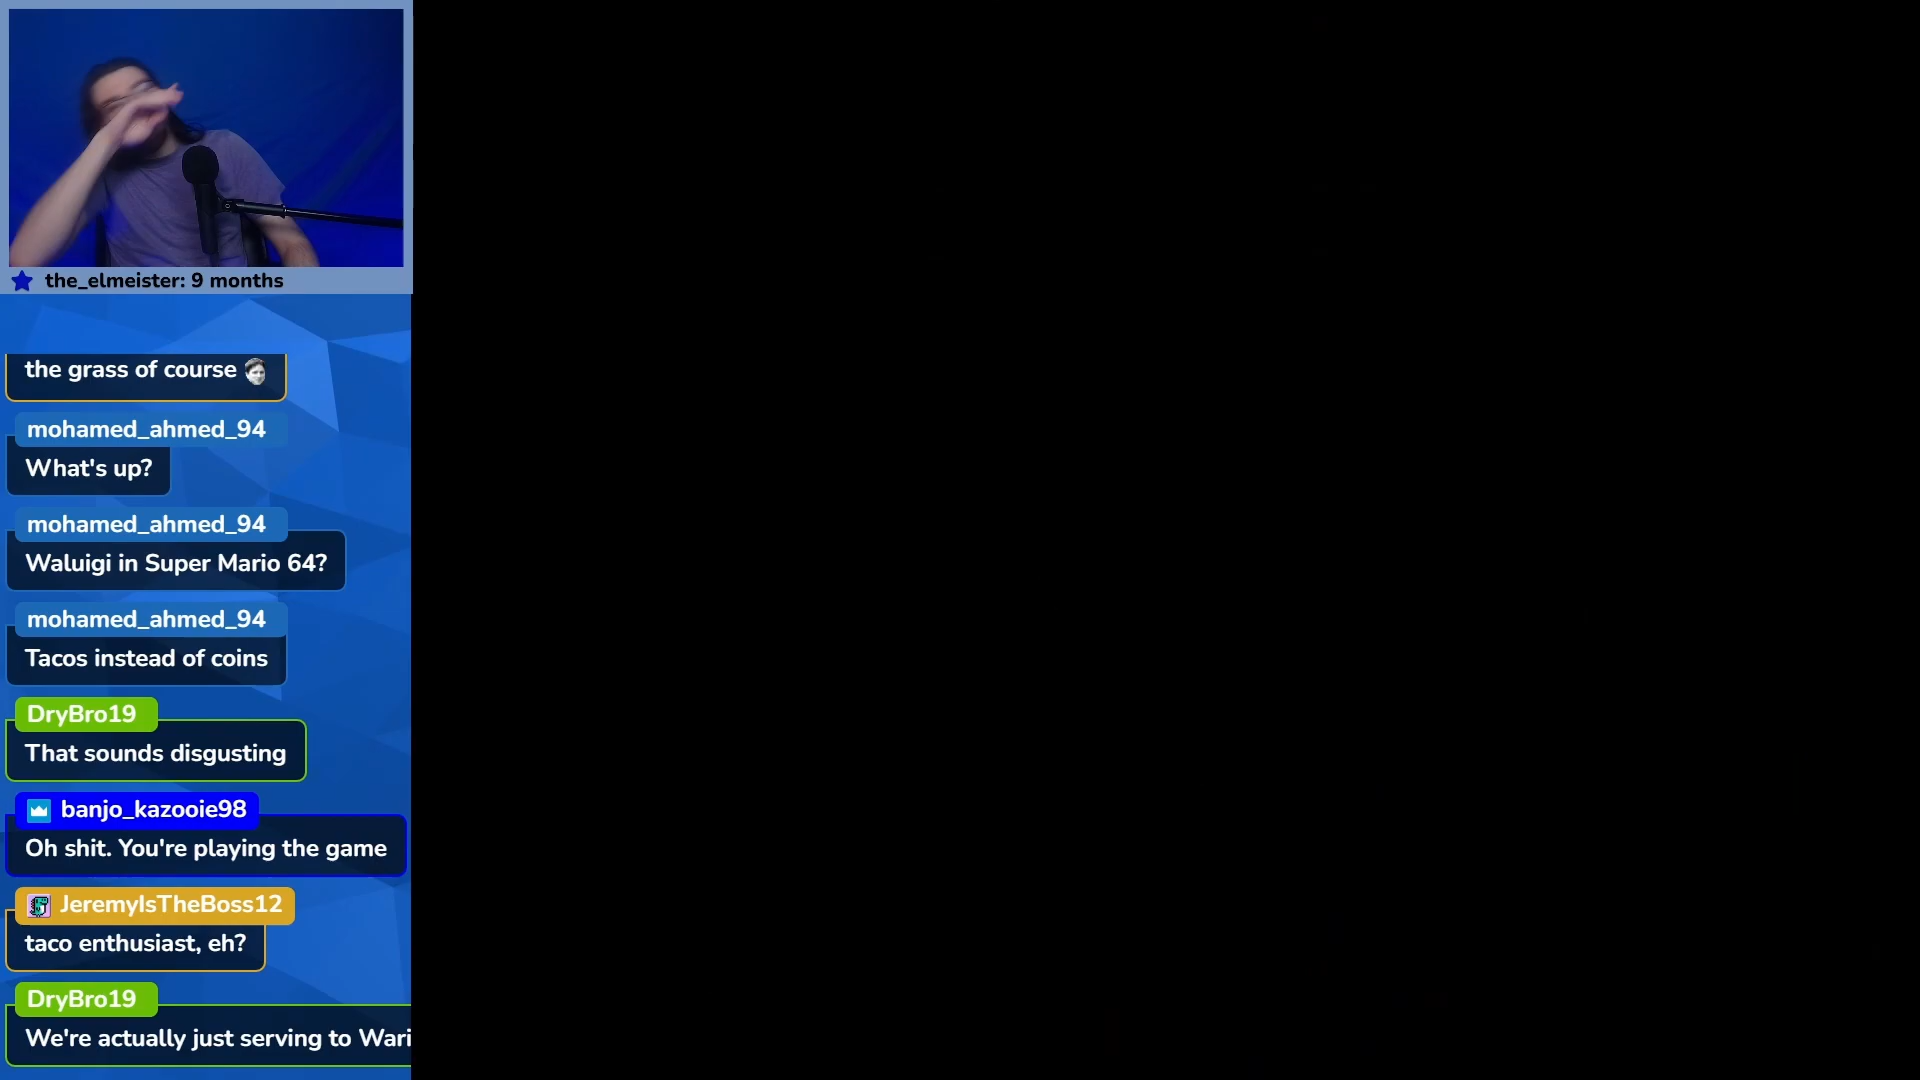 the_elmeister: 9 months
the grass of course
mohamed_ahmed_94
What's up?
mohamed_ahmed_94
Waluigi in Super Mario 64?
mohamed_ahmed_94
Tacos instead of coins
DryBro19
That sounds disgusting
banjo_kazooie98
Oh shit. You're playing the game
JeremyIsTheBoss12
taco enthusiast, eh?
DryBro19
We're actually just serving to Wari